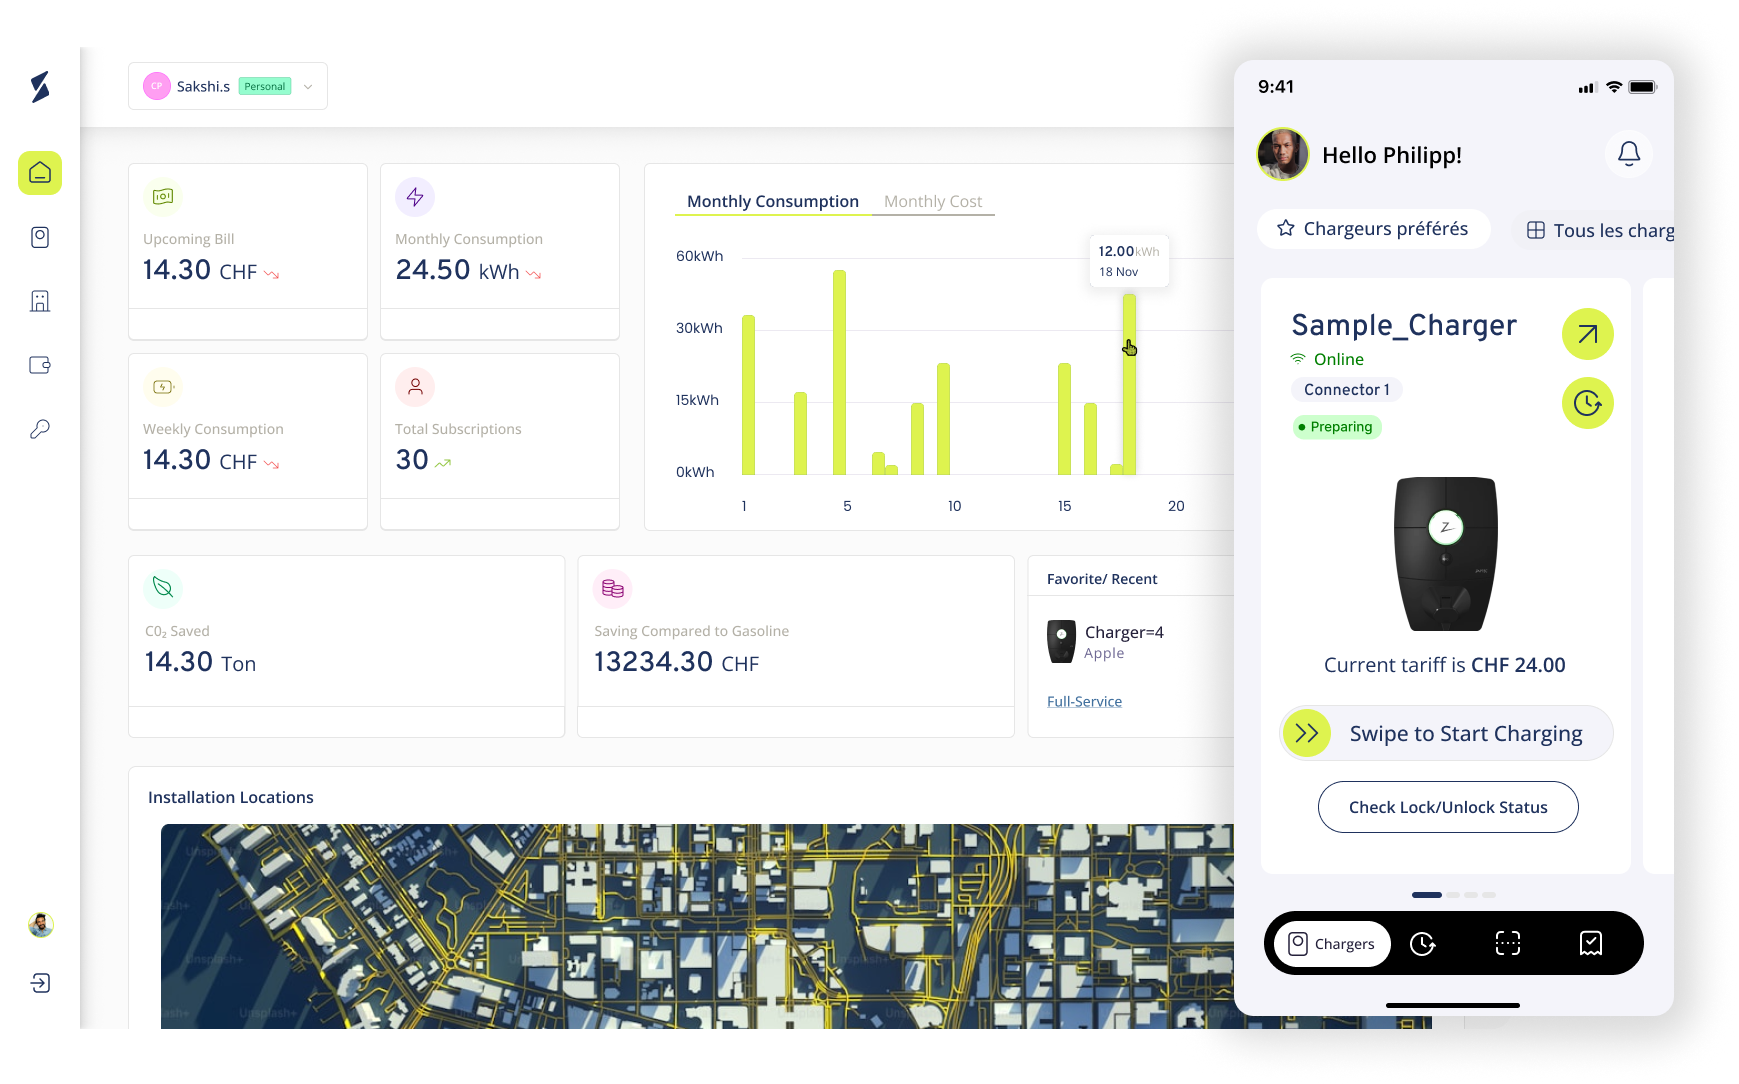 CP Sakshi.s Personal
Upcoming Bill
14.30 CHF
Monthly Consumption
24.50 kWh
Weekly Consumption
14.30 CHF
Total Subscriptions
30
Monthly Consumption Monthly Cost
60kWh
30kWh
15kWh
0kWh
12.00kWh
18 Nov
1 5 10 15 20
C0₂ Saved
14.30 Ton
Saving Compared to Gasoline
13234.30 CHF
Favorite/ Recent
Charger=4
Apple
Full-Service
Installation Locations
Unsplash+
9:41
Hello Philipp!
Chargeurs préférés
Tous les charg
Sample_Charger
Online
Connector 1
Preparing
Current tariff is CHF 24.00
Swipe to Start Charging
Check Lock/Unlock Status
Chargers